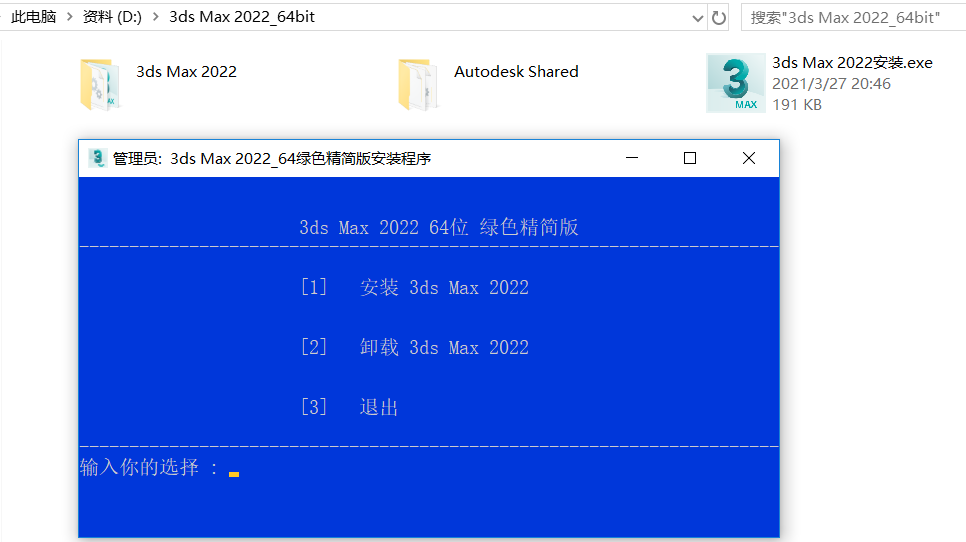 此电脑 > 资料 (D:) > 3ds Max 2022_64bit
搜索"3ds Max 2022_64bit"
3ds Max 2022
Autodesk Shared
3ds Max 2022安装.exe
2021/3/27 20:46
191 KB
3
MAX
管理员: 3ds Max 2022_64绿色精简版安装程序
3ds Max 2022 64位 绿色精简版
[1] 安装 3ds Max 2022
[2] 卸载 3ds Max 2022
[3] 退出
输入你的选择 :